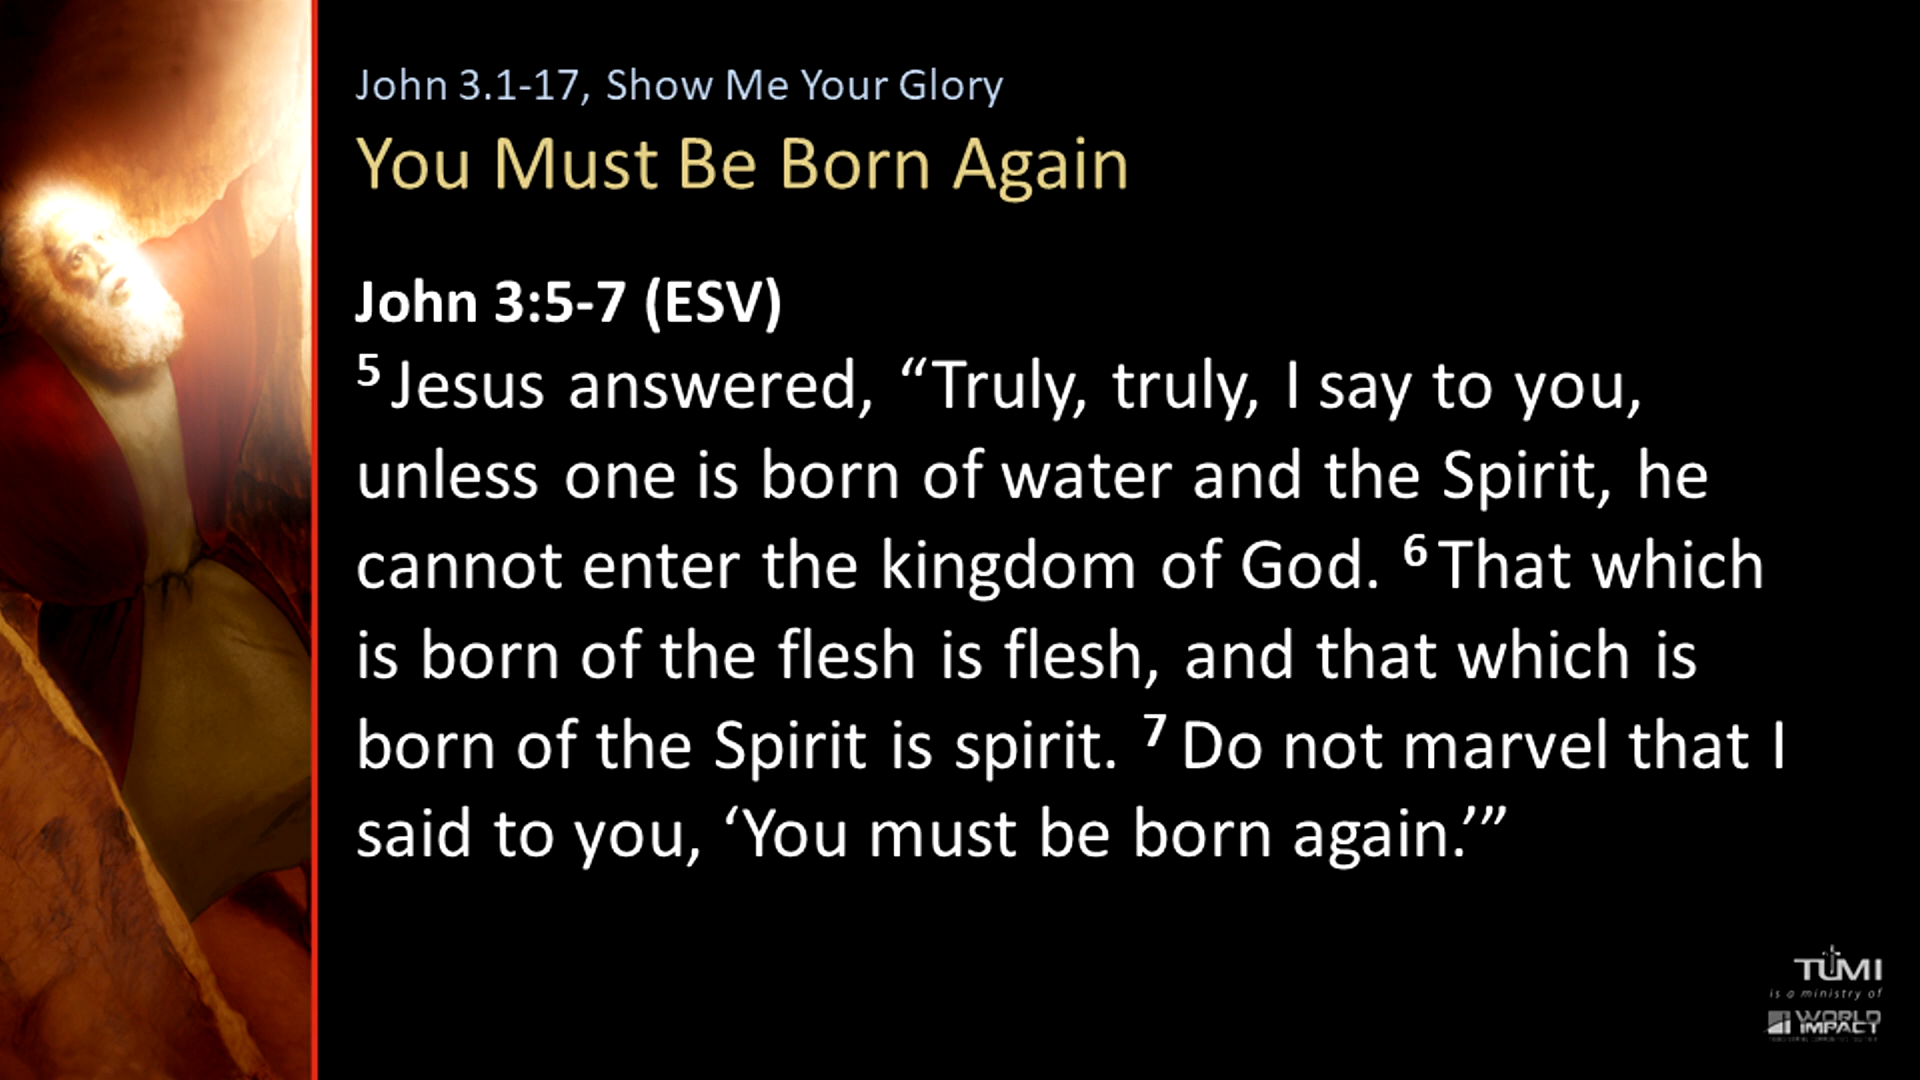 John 3.1-17, Show Me Your Glory
You Must Be Born Again
John 3:5-7 (ESV)
5 Jesus answered, “Truly, truly, I say to you,
unless one is born of water and the Spirit, he
cannot enter the kingdom of God. 6 That which
is born of the flesh is flesh, and that which is
born of the Spirit is spirit. 7 Do not marvel that I
said to you, ‘You must be born again.’”
TUMI
is a ministry of
WORLD
IMPACT